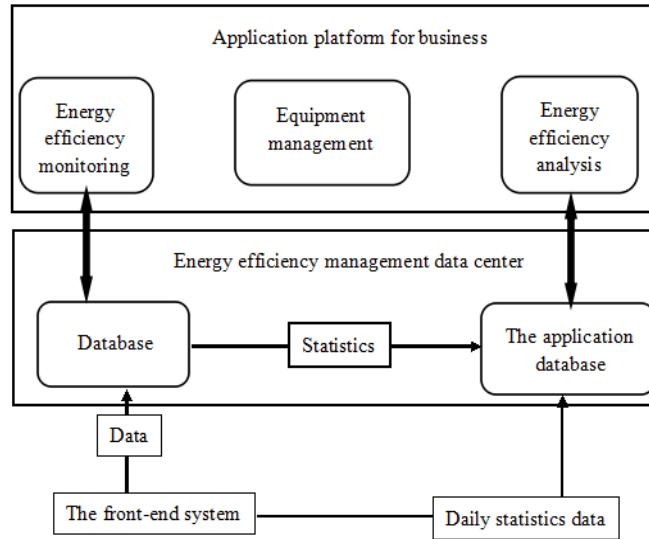 Application platform for business
Energy
efficiency
monitoring
Equipment
management
Energy
efficiency
analysis
Energy efficiency management data center
Database
Statistics
The application
database
Data
The front-end system
Daily statistics data